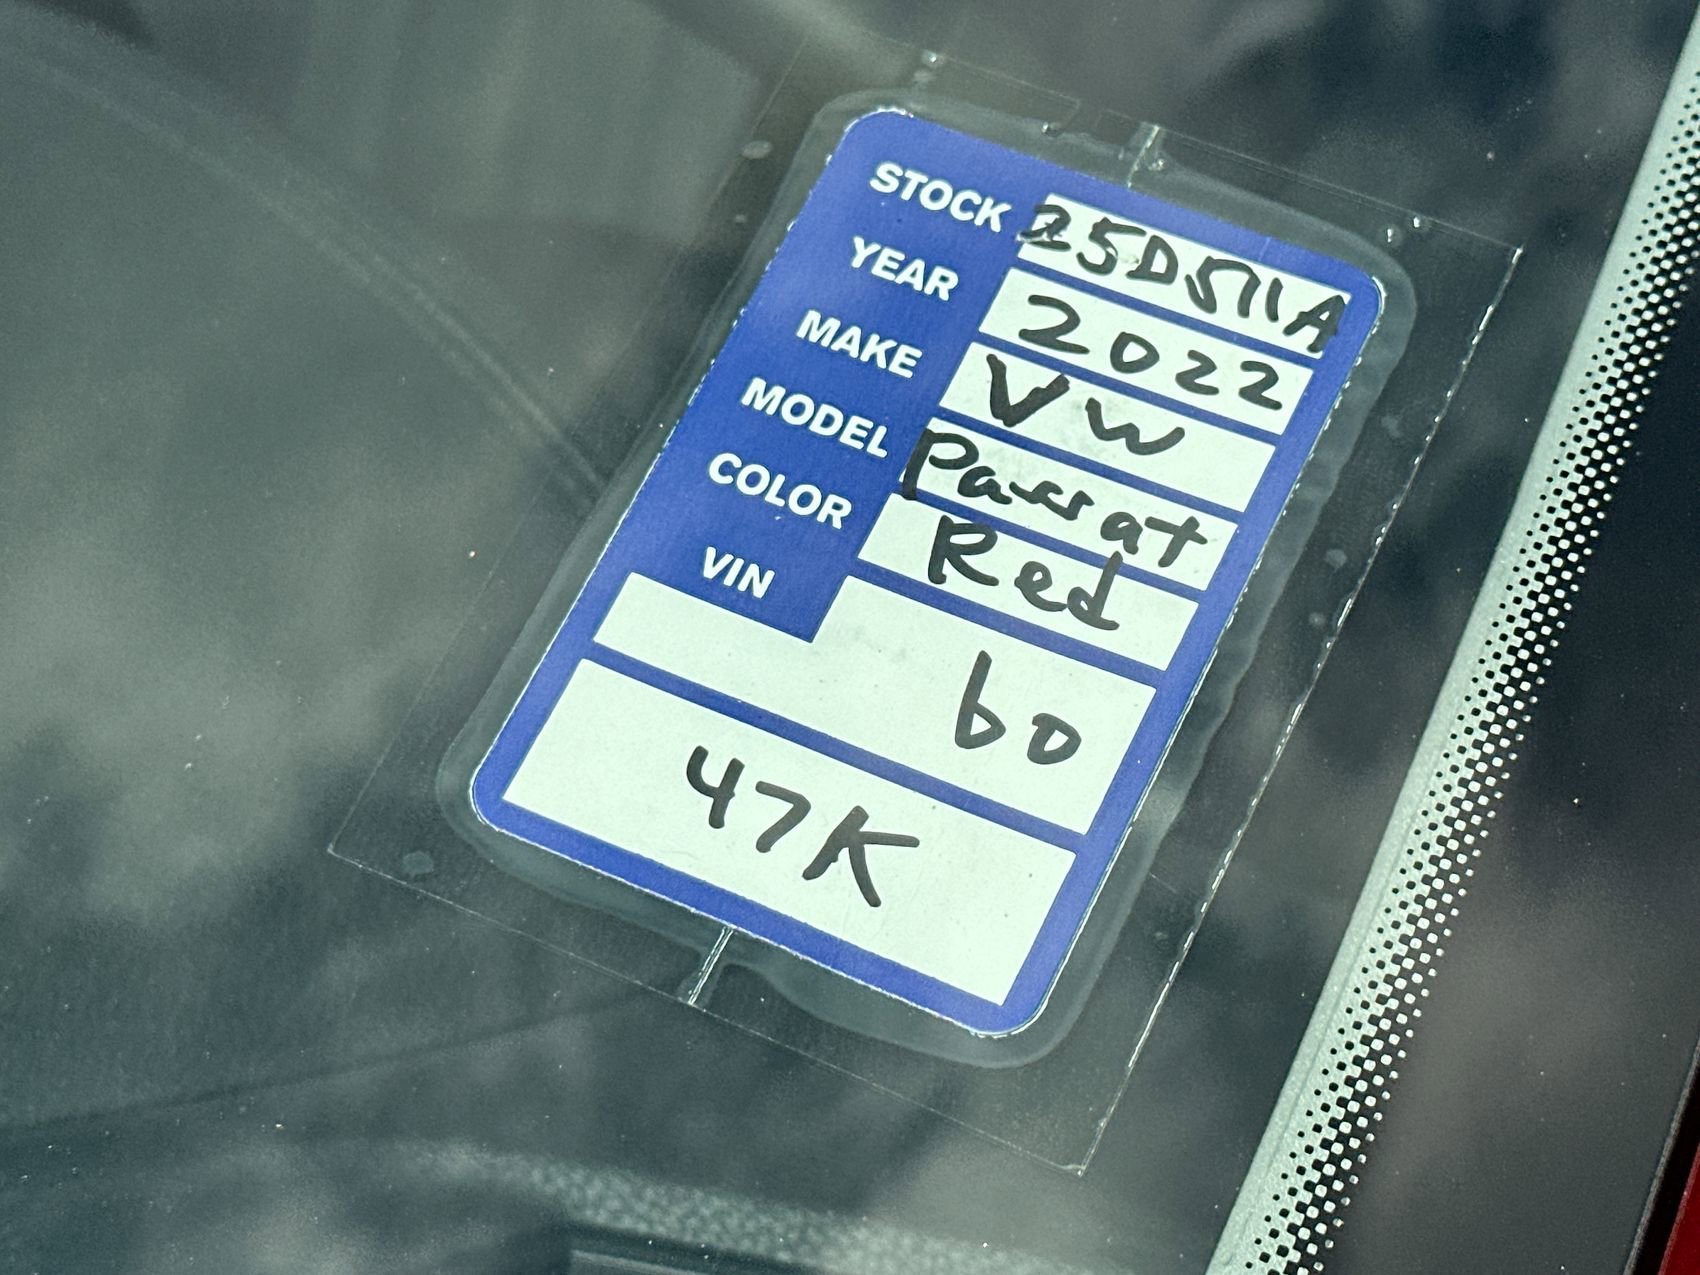 STOCK 25D511A
YEAR 2022
MAKE VW
MODEL Passat
COLOR Red
VIN 60
47K